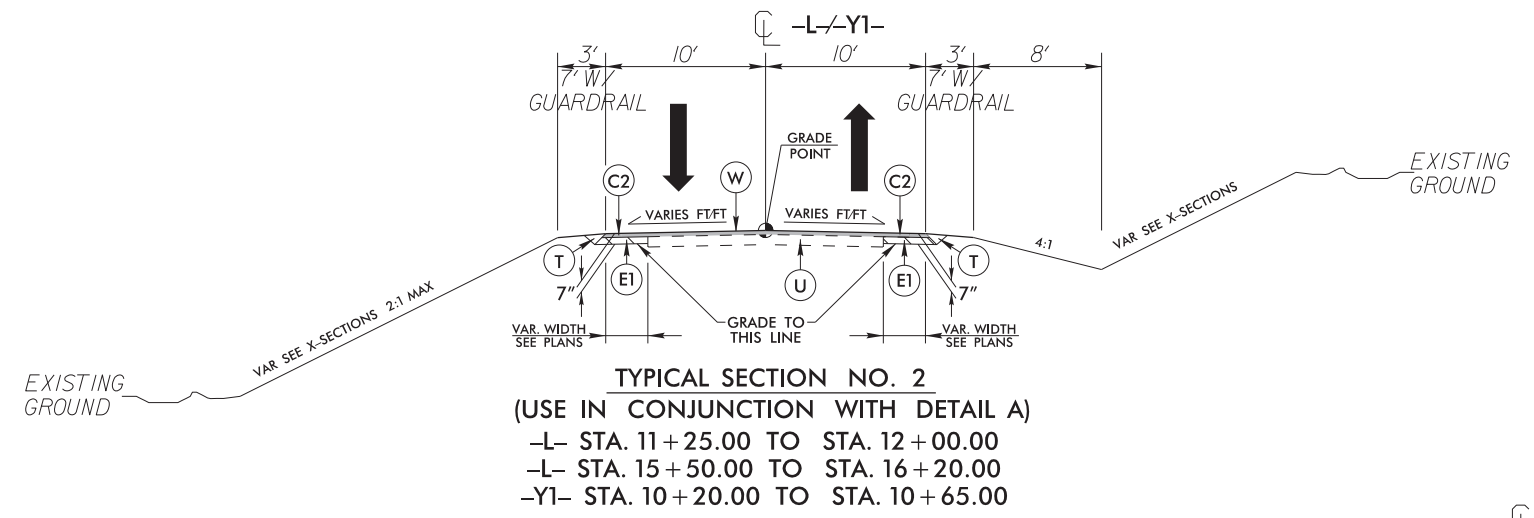 CL -L-/-Y1-
3' 10' 10' 3' 8'
7' W/ 7' W/
GUARDRAIL GUARDRAIL
GRADE
POINT
EXISTING
GROUND
C2 W C2
VARIES FT/FT VARIES FT/FT
VAR SEE X-SECTIONS
4:1
T E1 U E1 T
7" 7"
VAR SEE X-SECTIONS 2:1 MAX
GRADE TO
THIS LINE
VAR. WIDTH VAR. WIDTH
SEE PLANS SEE PLANS
EXISTING
GROUND
TYPICAL SECTION NO. 2
(USE IN CONJUNCTION WITH DETAIL A)
-L- STA. 11+25.00 TO STA. 12+00.00
-L- STA. 15+50.00 TO STA. 16+20.00
-Y1- STA. 10+20.00 TO STA. 10+65.00